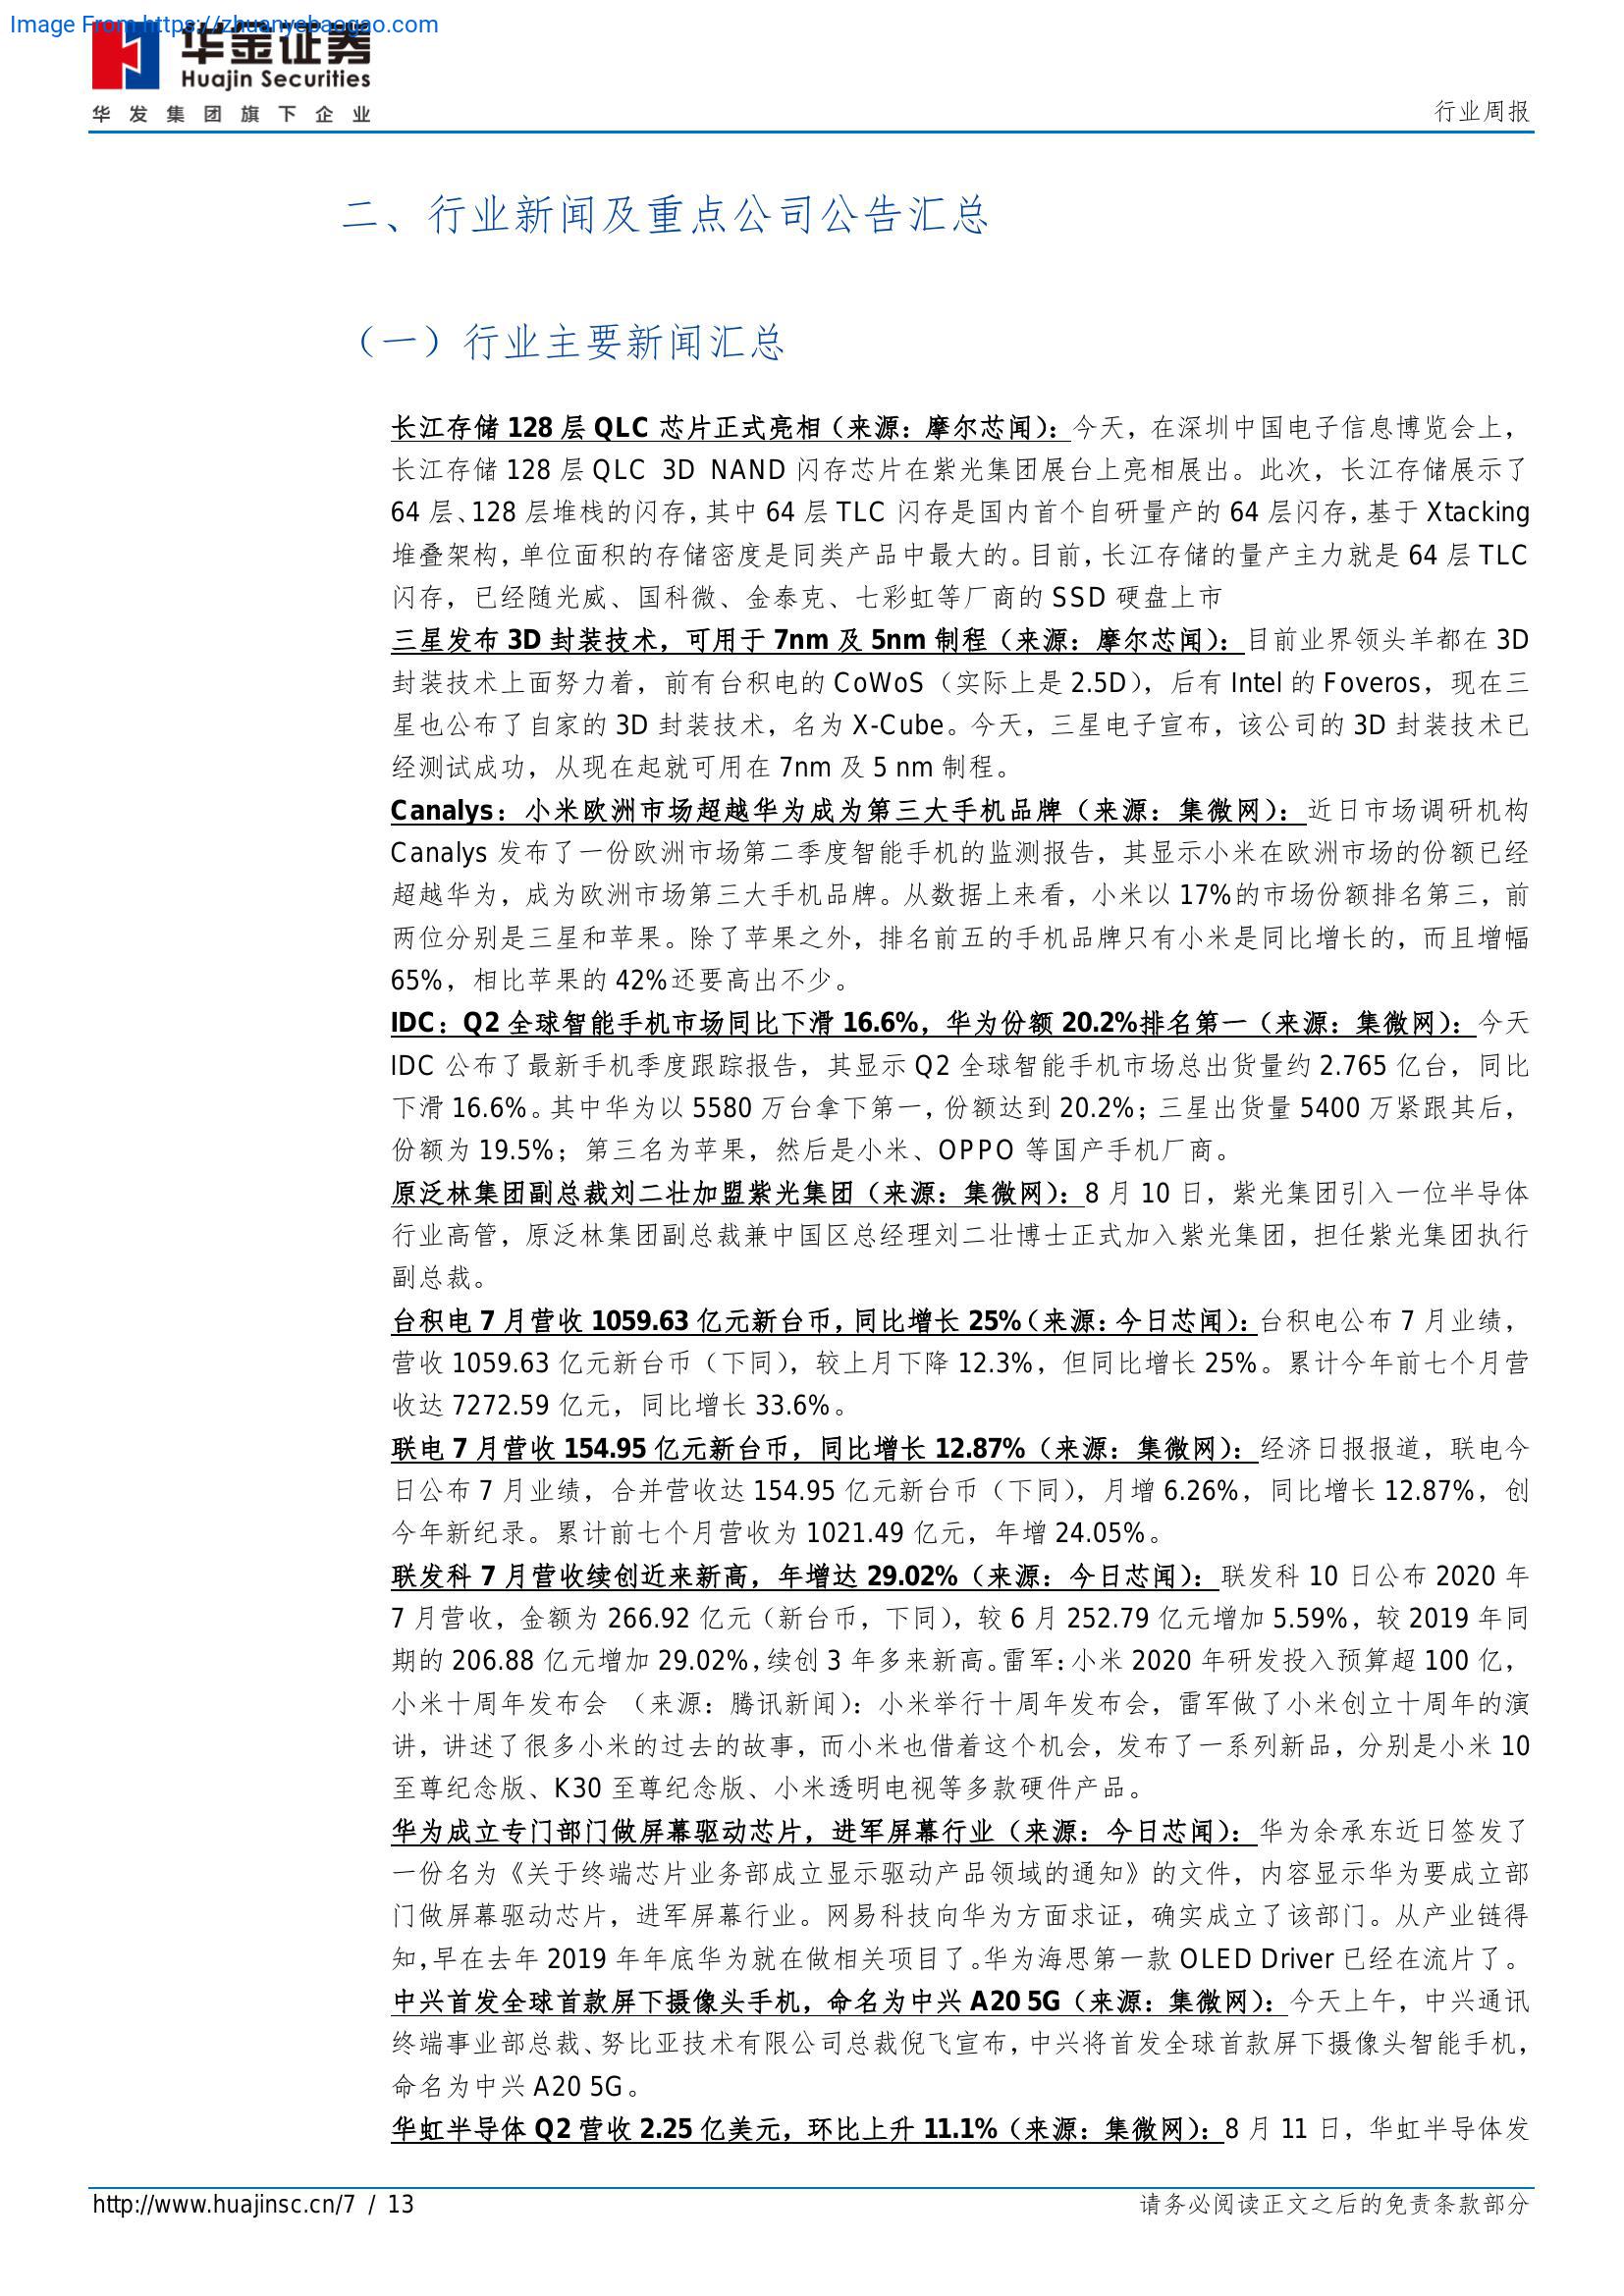 Image From https://zhuanyebaogao.com
华金证券
Huajin Securities
华发集团旗下企业
行业周报
二、行业新闻及重点公司公告汇总
（一）行业主要新闻汇总
长江存储 128 层 QLC 芯片正式亮相（来源：摩尔芯闻）：今天，在深圳中国电子信息博览会上，
长江存储 128 层 QLC 3D NAND 闪存芯片在紫光集团展台上亮相展出。此次，长江存储展示了
64 层、128 层堆栈的闪存，其中 64 层 TLC 闪存是国内首个自研量产的 64 层闪存，基于 Xtacking
堆叠架构，单位面积的存储密度是同类产品中最大的。目前，长江存储的量产主力就是 64 层 TLC
闪存，已经随光威、国科微、金泰克、七彩虹等厂商的 SSD 硬盘上市
三星发布 3D 封装技术，可用于 7nm 及 5nm 制程（来源：摩尔芯闻）：目前业界领头羊都在 3D
封装技术上面努力着，前有台积电的 CoWoS（实际上是 2.5D），后有 Intel 的 Foveros，现在三
星也公布了自家的 3D 封装技术，名为 X-Cube。今天，三星电子宣布，该公司的 3D 封装技术已
经测试成功，从现在起就可用在 7nm 及 5 nm 制程。
Canalys：小米欧洲市场超越华为成为第三大手机品牌（来源：集微网）：近日市场调研机构
Canalys 发布了一份欧洲市场第二季度智能手机的监测报告，其显示小米在欧洲市场的份额已经
超越华为，成为欧洲市场第三大手机品牌。从数据上来看，小米以 17%的市场份额排名第三，前
两位分别是三星和苹果。除了苹果之外，排名前五的手机品牌只有小米是同比增长的，而且增幅
65%，相比苹果的 42%还要高出不少。
IDC：Q2 全球智能手机市场同比下滑 16.6%，华为份额 20.2%排名第一（来源：集微网）：今天
IDC 公布了最新手机季度跟踪报告，其显示 Q2 全球智能手机市场总出货量约 2.765 亿台，同比
下滑 16.6%。其中华为以 5580 万台拿下第一，份额达到 20.2%；三星出货量 5400 万紧跟其后，
份额为 19.5%；第三名为苹果，然后是小米、OPPO 等国产手机厂商。
原泛林集团副总裁刘二壮加盟紫光集团（来源：集微网）：8 月 10 日，紫光集团引入一位半导体
行业高管，原泛林集团副总裁兼中国区总经理刘二壮博士正式加入紫光集团，担任紫光集团执行
副总裁。
台积电 7 月营收 1059.63 亿元新台币，同比增长 25%（来源：今日芯闻）：台积电公布 7 月业绩，
营收 1059.63 亿元新台币（下同），较上月下降 12.3%，但同比增长 25%。累计今年前七个月营
收达 7272.59 亿元，同比增长 33.6%。
联电 7 月营收 154.95 亿元新台币，同比增长 12.87%（来源：集微网）：经济日报报道，联电今
日公布 7 月业绩，合并营收达 154.95 亿元新台币（下同），月增 6.26%，同比增长 12.87%，创
今年新纪录。累计前七个月营收为 1021.49 亿元，年增 24.05%。
联发科 7 月营收续创近来新高，年增达 29.02%（来源：今日芯闻）：联发科 10 日公布 2020 年
7 月营收，金额为 266.92 亿元（新台币，下同），较 6 月 252.79 亿元增加 5.59%，较 2019 年同
期的 206.88 亿元增加 29.02%，续创 3 年多来新高。雷军：小米 2020 年研发投入预算超 100 亿，
小米十周年发布会 （来源：腾讯新闻）：小米举行十周年发布会，雷军做了小米创立十周年的演
讲，讲述了很多小米的过去的故事，而小米也借着这个机会，发布了一系列新品，分别是小米 10
至尊纪念版、K30 至尊纪念版、小米透明电视等多款硬件产品。
华为成立专门部门做屏幕驱动芯片，进军屏幕行业（来源：今日芯闻）：华为余承东近日签发了
一份名为《关于终端芯片业务部成立显示驱动产品领域的通知》的文件，内容显示华为要成立部
门做屏幕驱动芯片，进军屏幕行业。网易科技向华为方面求证，确实成立了该部门。从产业链得
知，早在去年 2019 年年底华为就在做相关项目了。华为海思第一款 OLED Driver 已经在流片了。
中兴首发全球首款屏下摄像头手机，命名为中兴 A20 5G（来源：集微网）：今天上午，中兴通讯
终端事业部总裁、努比亚技术有限公司总裁倪飞宣布，中兴将首发全球首款屏下摄像头智能手机，
命名为中兴 A20 5G。
华虹半导体 Q2 营收 2.25 亿美元，环比上升 11.1%（来源：集微网）：8 月 11 日，华虹半导体发
http://www.huajinsc.cn/7 / 13
请务必阅读正文之后的免责条款部分